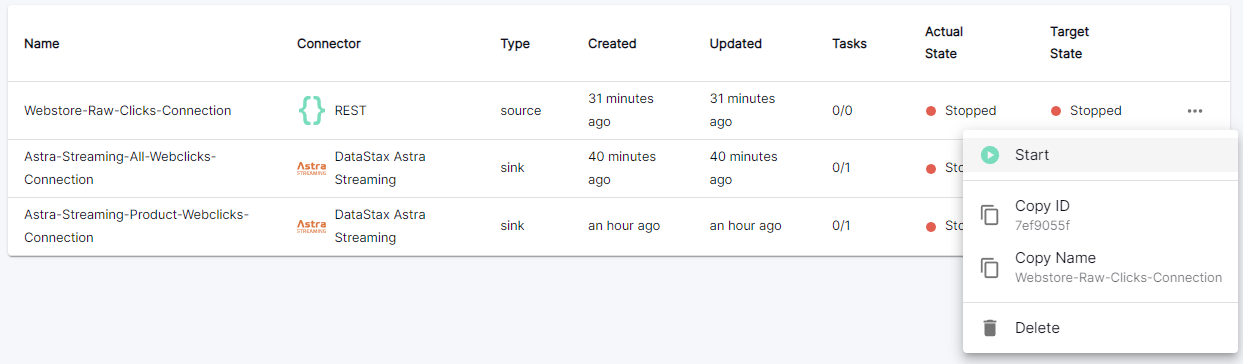 Name Connector Type Created Updated Tasks Actual State Target State
Webstore-Raw-Clicks-Connection {} REST source 31 minutes ago 31 minutes ago 0/0 Stopped Stopped ...
Astra-Streaming-All-Webclicks-Connection Astra STREAMING DataStax Astra Streaming sink 40 minutes ago 40 minutes ago 0/1 Sto
Astra-Streaming-Product-Webclicks-Connection Astra STREAMING DataStax Astra Streaming sink an hour ago an hour ago 0/1 Sto
Start
Copy ID
7ef9055f
Copy Name
Webstore-Raw-Clicks-Connection
Delete